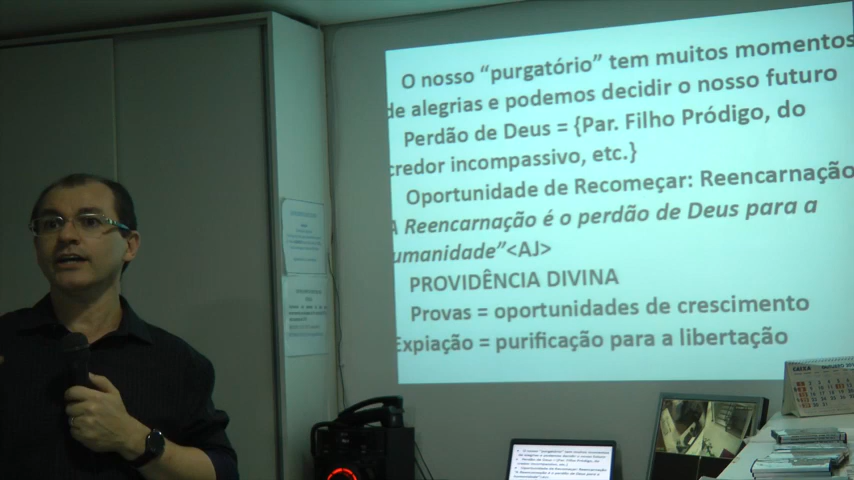 O nosso “purgatório” tem muitos momentos
de alegrias e podemos decidir o nosso futuro
Perdão de Deus = {Par. Filho Pródigo, do
credor incompassivo, etc.}
Oportunidade de Recomeçar: Reencarnação
A Reencarnação é o perdão de Deus para a
umanidade”<AJ>
PROVIDÊNCIA DIVINA
Provas = oportunidades de crescimento
Expiação = purificação para a libertação
CAIXA